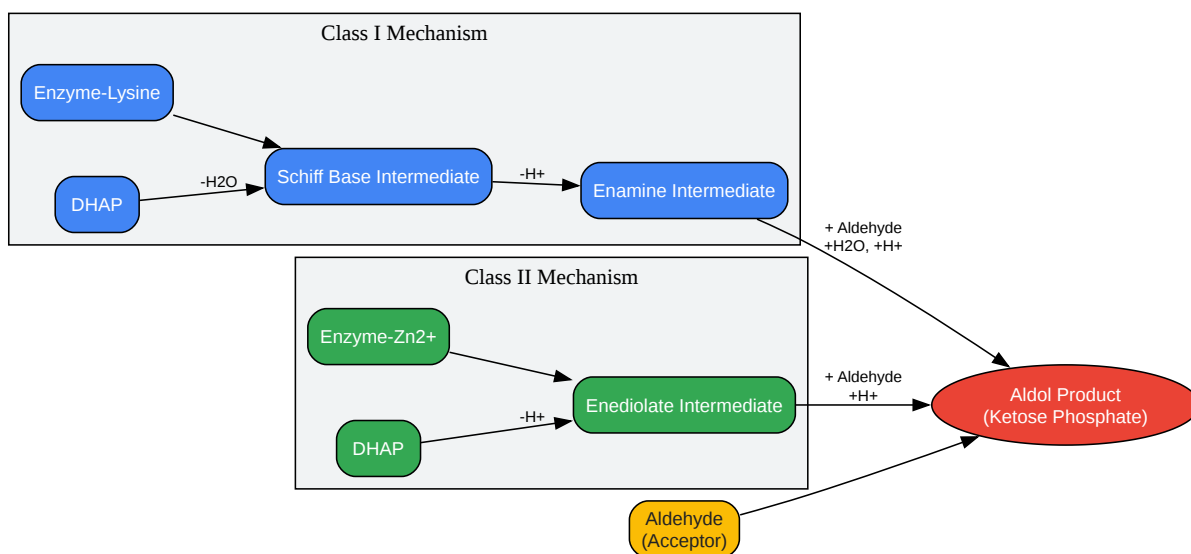 Class I Mechanism
Enzyme-Lysine
DHAP
-H2O
Schiff Base Intermediate
-H+
Enamine Intermediate
+ Aldehyde
+H2O, +H+
Class II Mechanism
Enzyme-Zn2+
DHAP
-H+
Enediolate Intermediate
+ Aldehyde
+H+
Aldol Product
(Ketose Phosphate)
Aldehyde
(Acceptor)